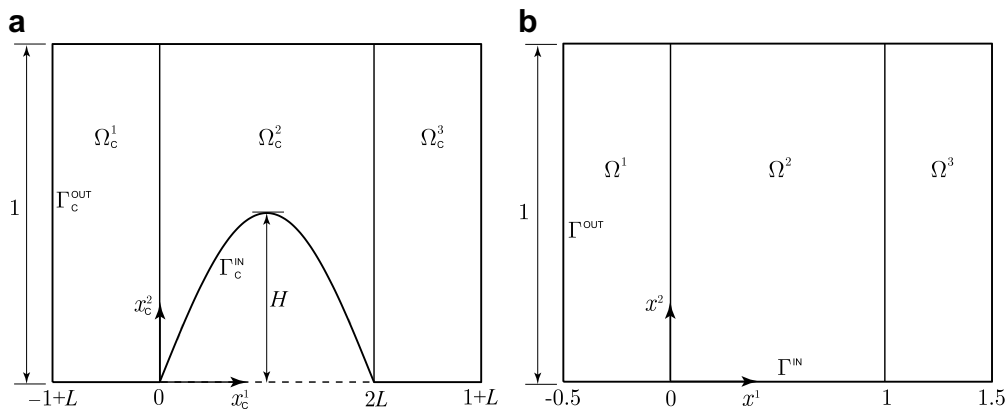 a
b
Ω_C^1
Ω_C^2
Ω_C^3
Ω^1
Ω^2
Ω^3
1
Γ_C^OUT
1
Γ^OUT
Γ_C^IN
x_C^2
H
x^2
Γ^IN
-1+L
0
x_C^1
2L
1+L
-0.5
0
x^1
1
1.5